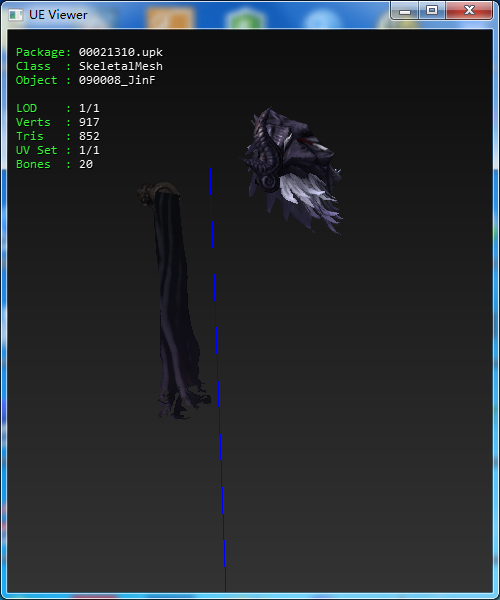 UE Viewer
Package: 00021310.upk
Class  : SkeletalMesh
Object : 090008_JinF
LOD    : 1/1
Verts  : 917
Tris   : 852
UV Set : 1/1
Bones  : 20